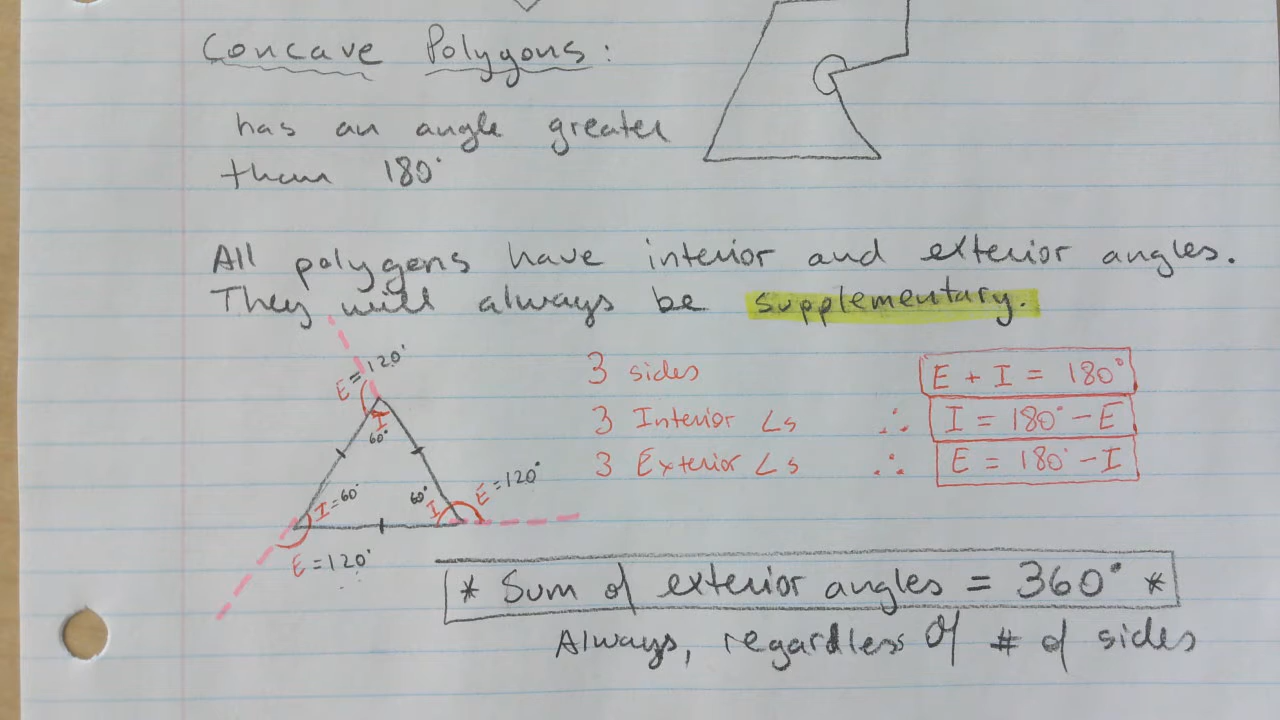 Concave Polygons:
has an angle greater
than 180°
All polygons have interior and exterior angles.
They will always be supplementary.
E = 120°
I
60°
I = 60°
60°
I
E = 120°
E = 120°
3 sides
3 Interior ∠s
3 Exterior ∠s
E + I = 180°
∴ I = 180° - E
∴ E = 180° - I
* Sum of exterior angles = 360° *
Always, regardless of # of sides